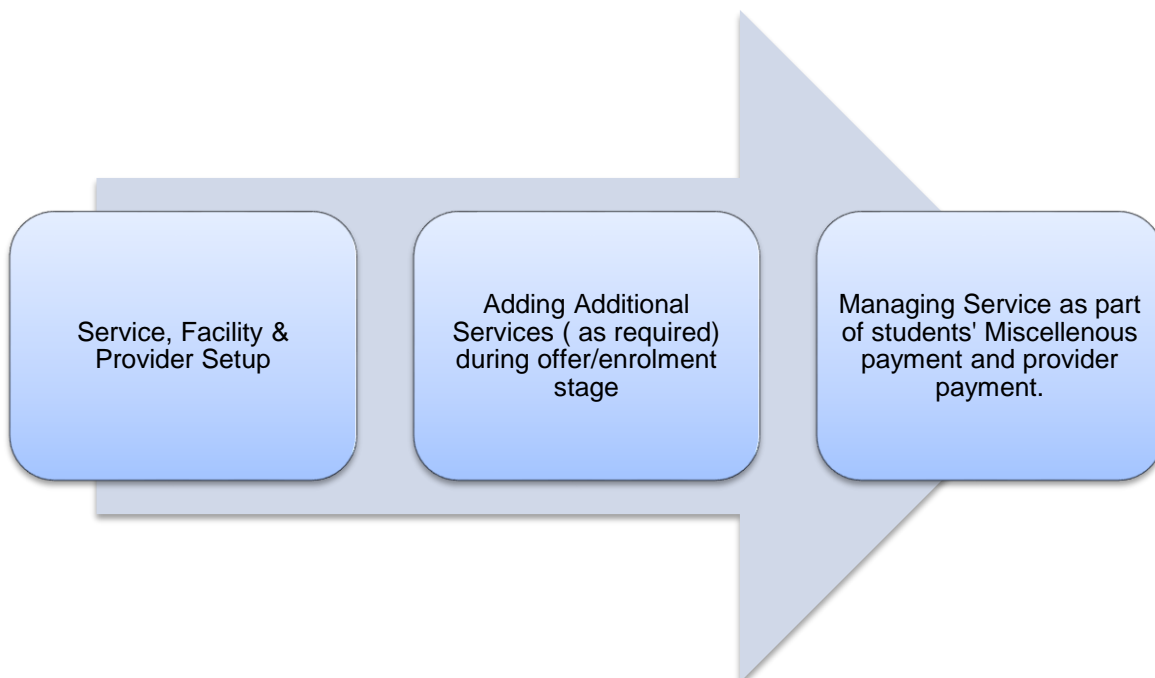 Service, Facility &
Provider Setup
Adding Additional
Services ( as required)
during offer/enrolment
stage
Managing Service as part
of students' Miscellenous
payment and provider
payment.